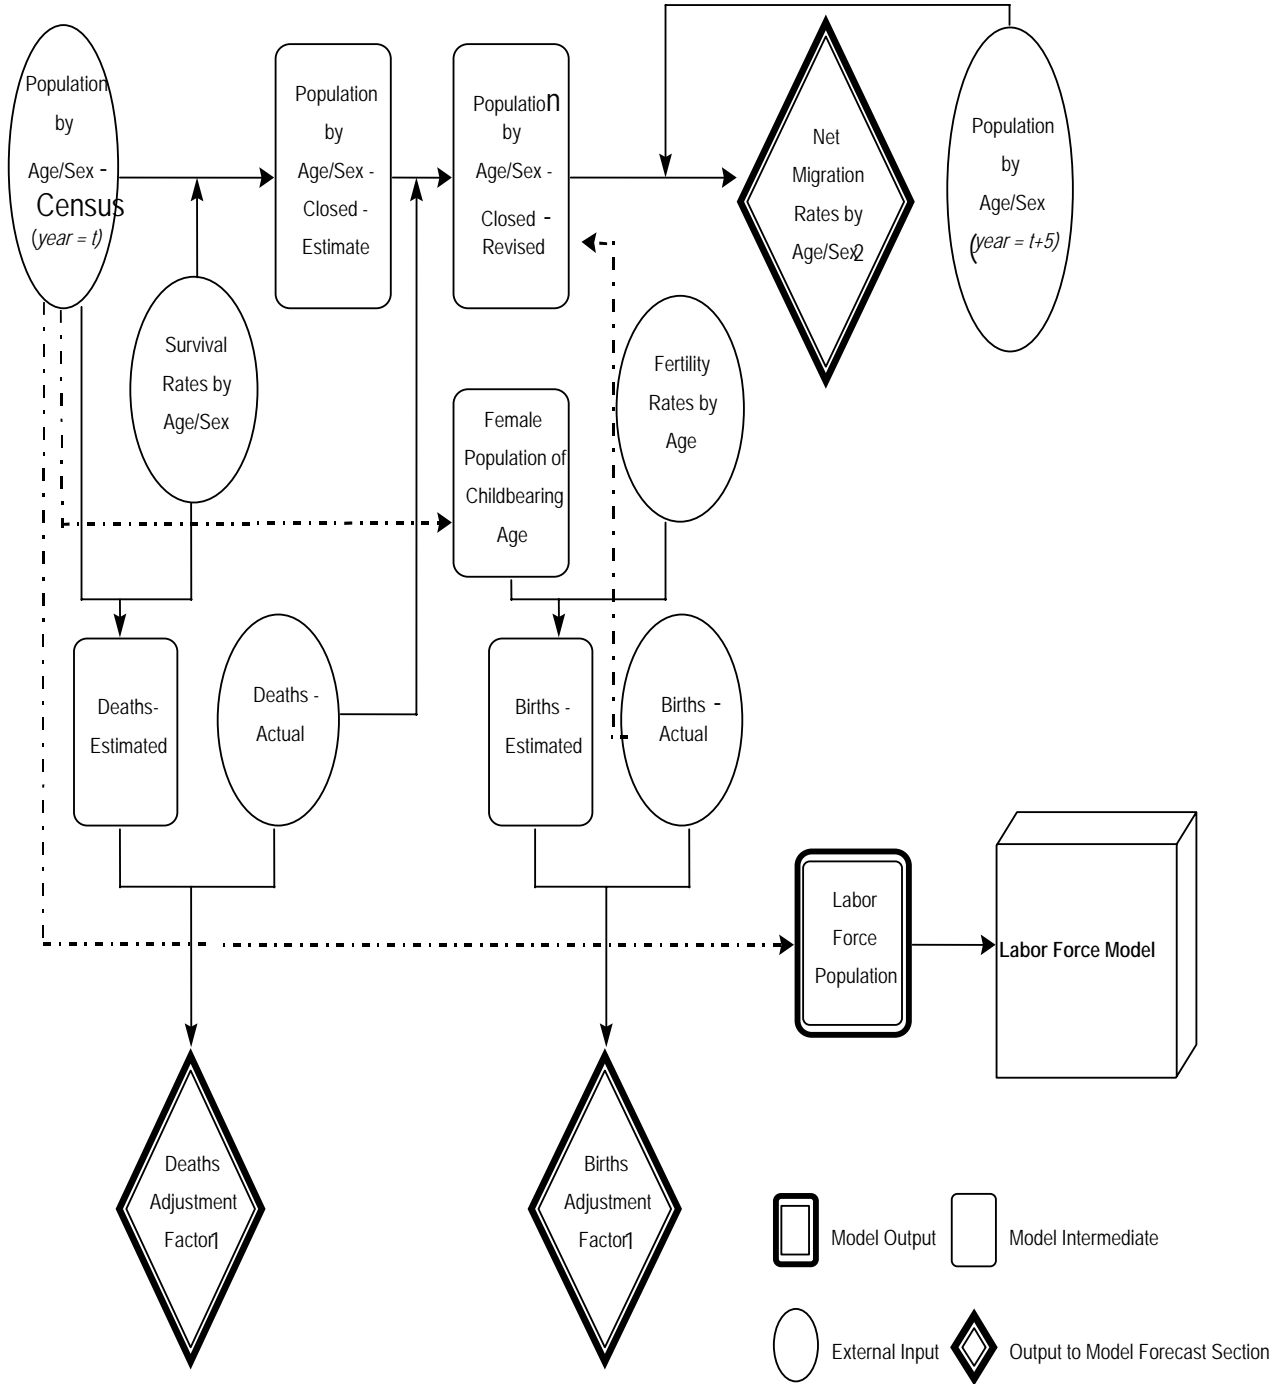 Population
by
Age/Sex -
Census
(year = t)
Population
by
Age/Sex -
Closed -
Estimate
Population
by
Age/Sex -
Closed -
Revised
Net
Migration
Rates by
Age/Sex2
Population
by
Age/Sex
(year = t+5)
Survival
Rates by
Age/Sex
Female
Population of
Childbearing
Age
Fertility
Rates by
Age
Deaths-
Estimated
Deaths -
Actual
Births -
Estimated
Births -
Actual
Labor
Force
Population
Labor Force Model
Deaths
Adjustment
Factor1
Births
Adjustment
Factor1
Model Output
Model Intermediate
External Input
Output to Model Forecast Section